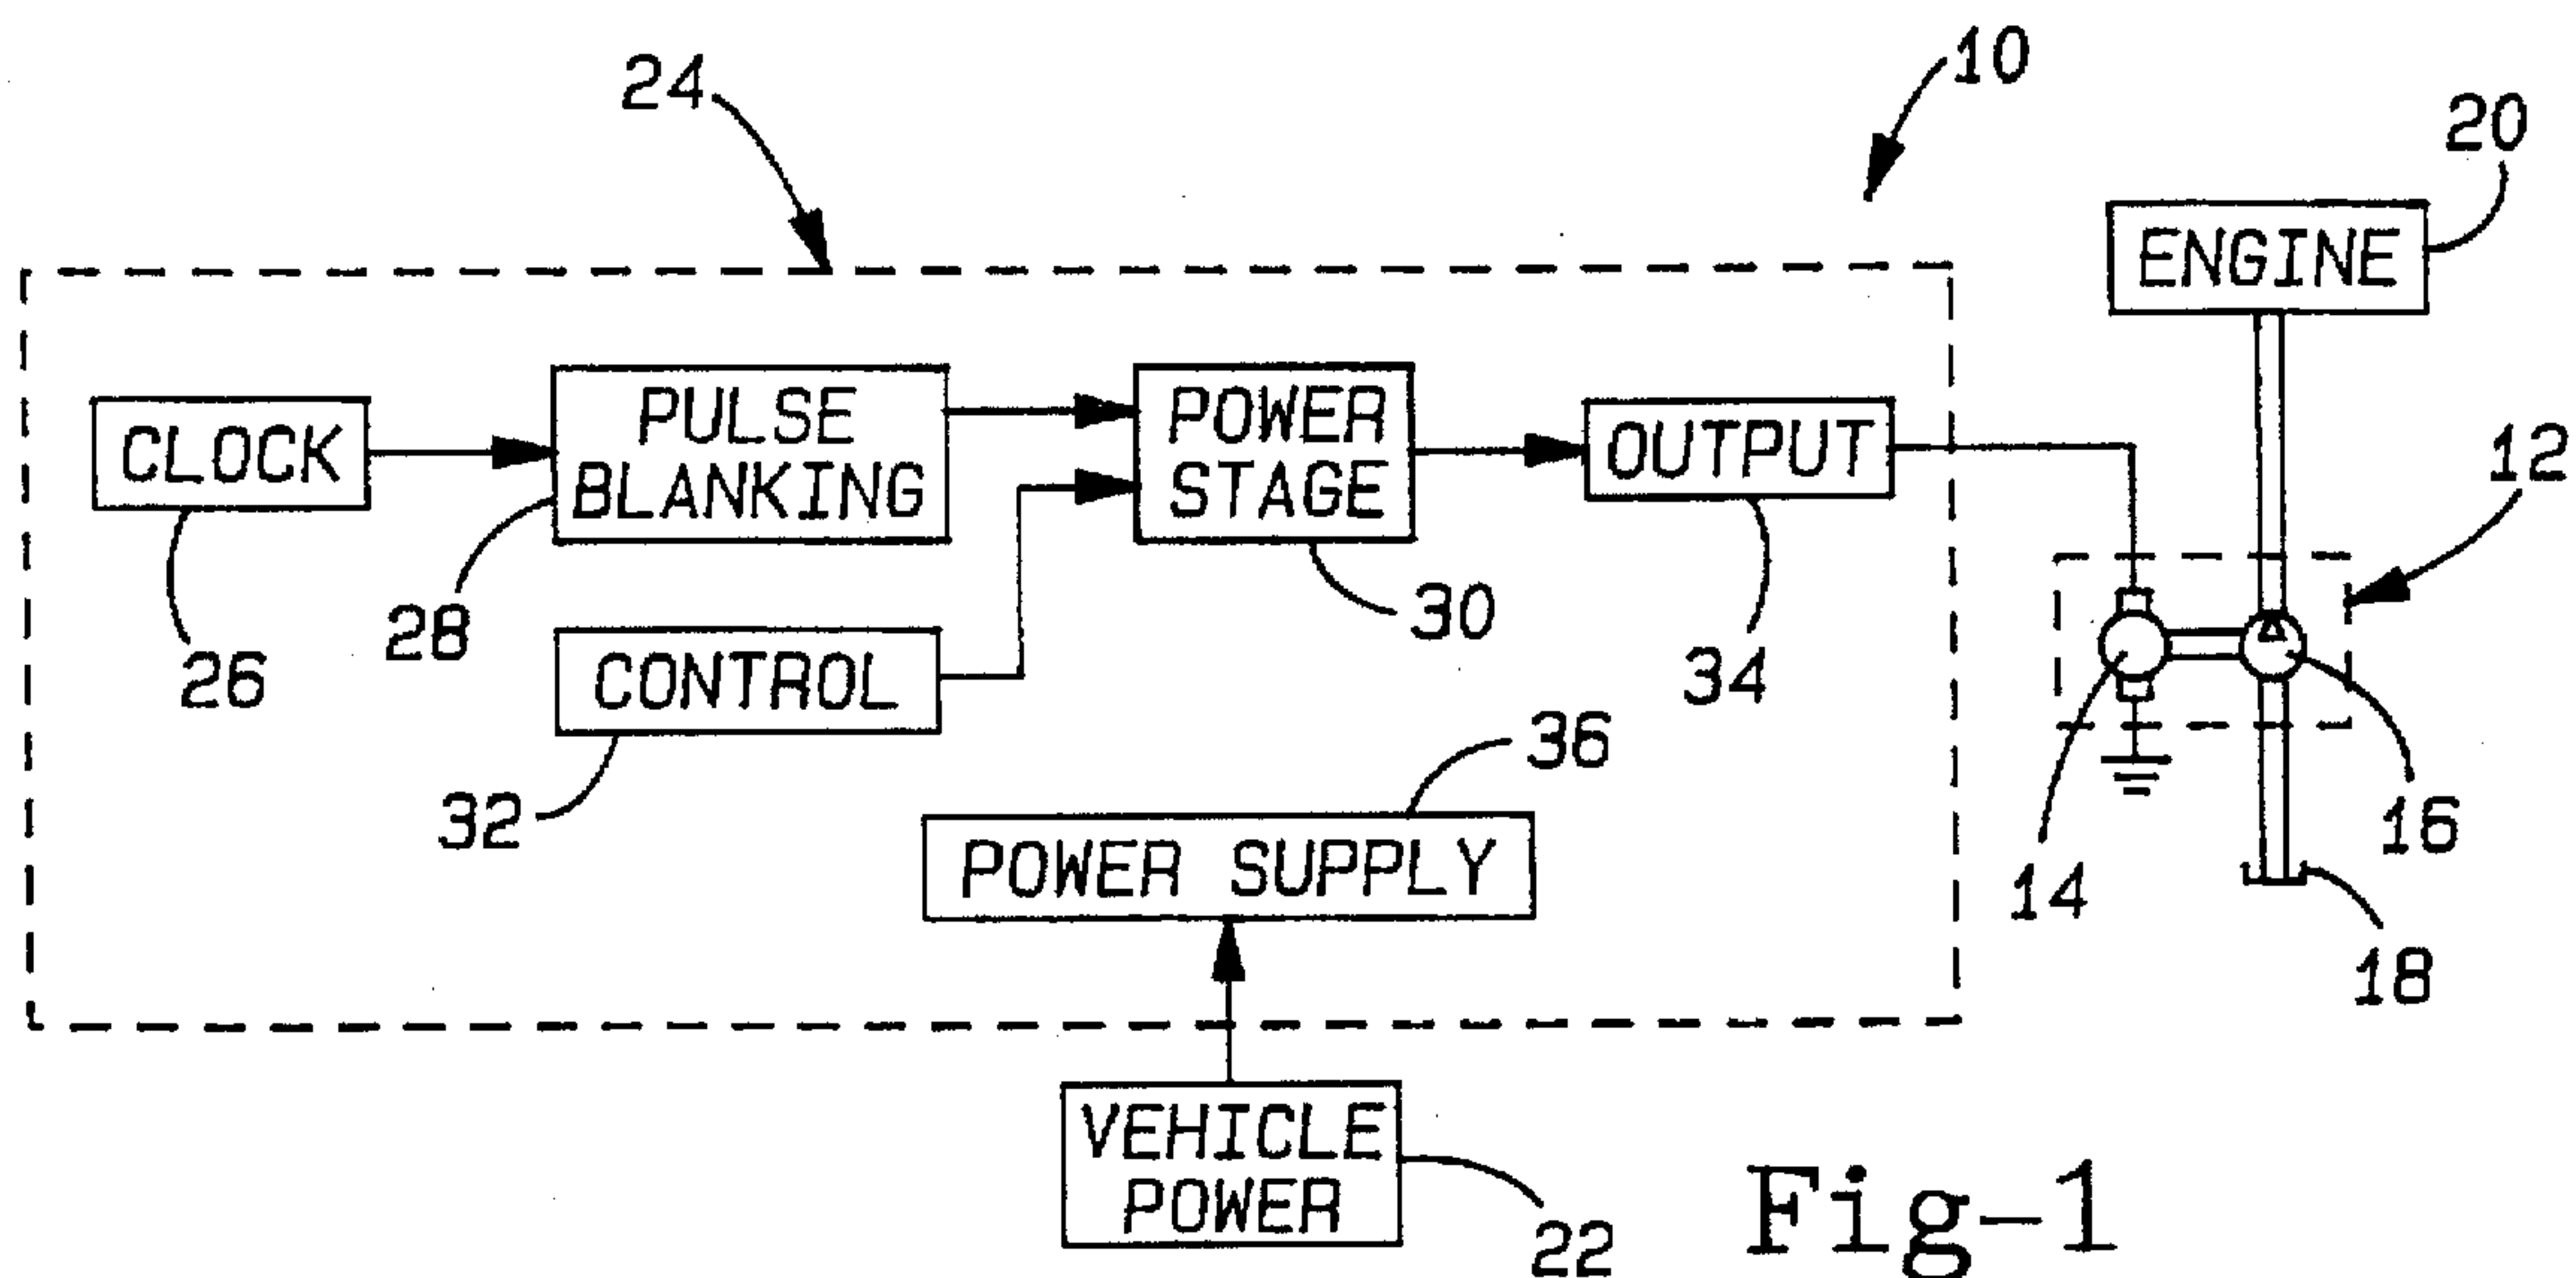 24
10
20
ENGINE
CLOCK
PULSE
BLANKING
POWER
STAGE
OUTPUT
12
26
28
30
34
CONTROL
32
36
POWER SUPPLY
14
16
18
VEHICLE
POWER
22
Fig-1